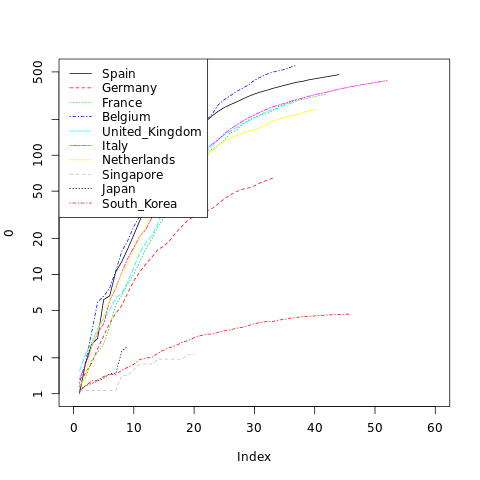 Spain
Germany
France
Belgium
United_Kingdom
Italy
Netherlands
Singapore
Japan
South_Korea
500
100
50
20
10
5
2
1
0
0 10 20 30 40 50 60
Index